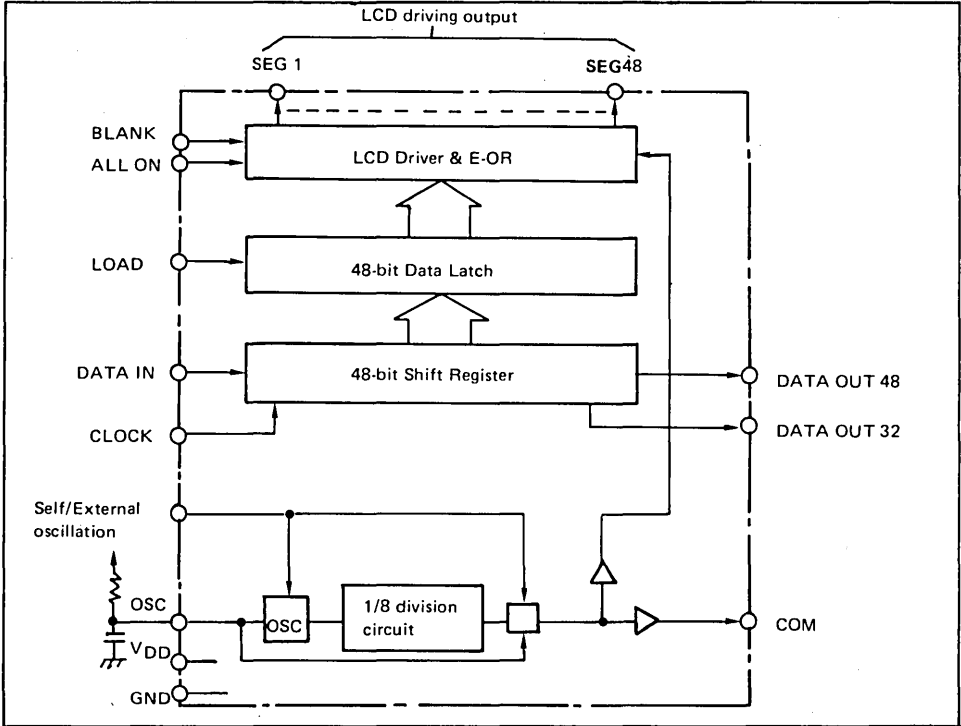 LCD driving output
SEG 1
SEG48
BLANK
ALL ON
LCD Driver & E-OR
LOAD
48-bit Data Latch
DATA IN
48-bit Shift Register
DATA OUT 48
CLOCK
DATA OUT 32
Self/External
oscillation
OSC
OSC
1/8 division
circuit
COM
VDD
GND